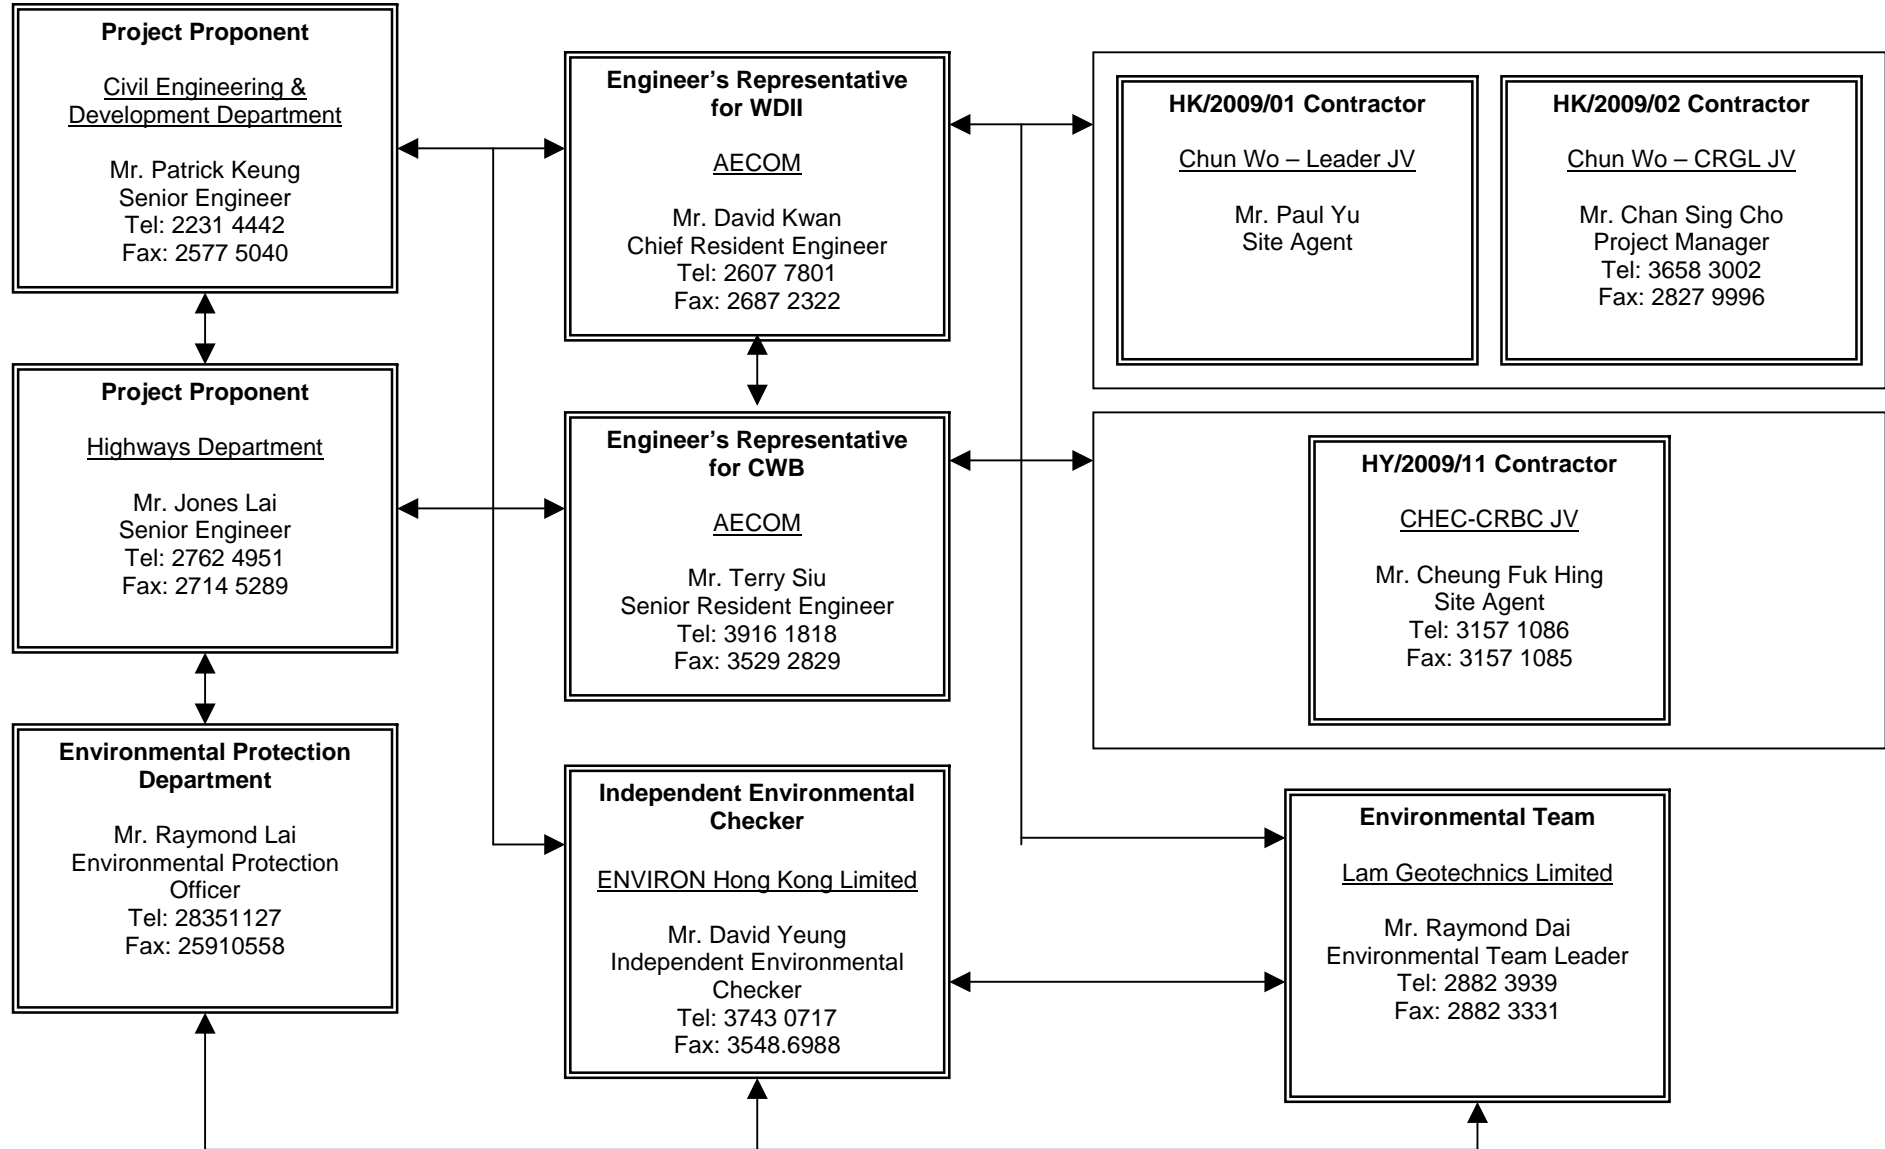 Project Proponent
Civil Engineering &
Development Department
Mr. Patrick Keung
Senior Engineer
Tel: 2231 4442
Fax: 2577 5040
Engineer’s Representative
for WDII
AECOM
Mr. David Kwan
Chief Resident Engineer
Tel: 2607 7801
Fax: 2687 2322
HK/2009/01 Contractor
Chun Wo – Leader JV
Mr. Paul Yu
Site Agent
HK/2009/02 Contractor
Chun Wo – CRGL JV
Mr. Chan Sing Cho
Project Manager
Tel: 3658 3002
Fax: 2827 9996
Project Proponent
Highways Department
Mr. Jones Lai
Senior Engineer
Tel: 2762 4951
Fax: 2714 5289
Engineer’s Representative
for CWB
AECOM
Mr. Terry Siu
Senior Resident Engineer
Tel: 3916 1818
Fax: 3529 2829
HY/2009/11 Contractor
CHEC-CRBC JV
Mr. Cheung Fuk Hing
Site Agent
Tel: 3157 1086
Fax: 3157 1085
Environmental Protection
Department
Mr. Raymond Lai
Environmental Protection
Officer
Tel: 28351127
Fax: 25910558
Independent Environmental
Checker
ENVIRON Hong Kong Limited
Mr. David Yeung
Independent Environmental
Checker
Tel: 3743 0717
Fax: 3548.6988
Environmental Team
Lam Geotechnics Limited
Mr. Raymond Dai
Environmental Team Leader
Tel: 2882 3939
Fax: 2882 3331